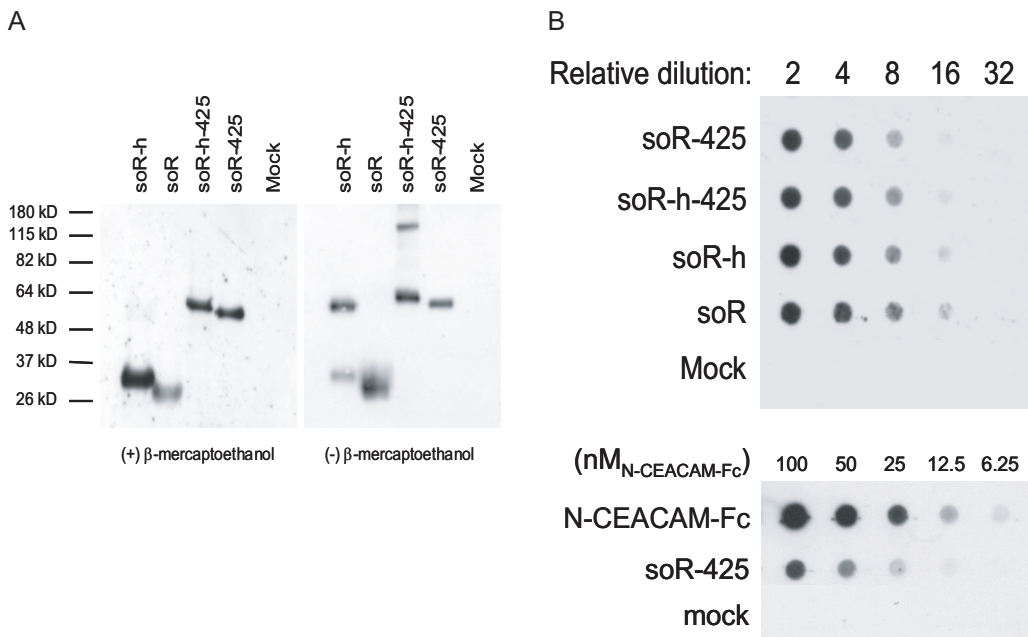 A
soR-h
soR
soR-h-425
soR-425
Mock
soR-h
soR
soR-h-425
soR-425
Mock
180 kD
115 kD
82 kD
64 kD
48 kD
37 kD
26 kD
(+) β-mercaptoethanol
(-) β-mercaptoethanol
B
Relative dilution: 2 4 8 16 32
soR-425
soR-h-425
soR-h
soR
Mock
(nM_N-CEACAM-Fc) 100 50 25 12.5 6.25
N-CEACAM-Fc
soR-425
mock